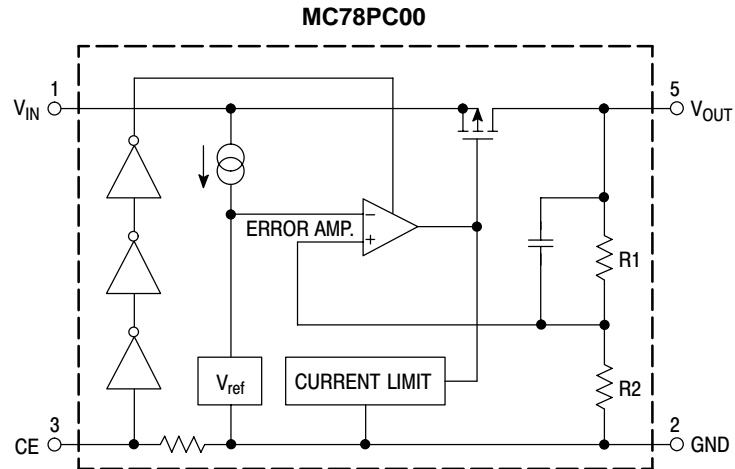 MC78PC00
1
V_IN
5
V_OUT
ERROR AMP.
−
+
R1
V_ref
CURRENT LIMIT
R2
3
CE
2
GND